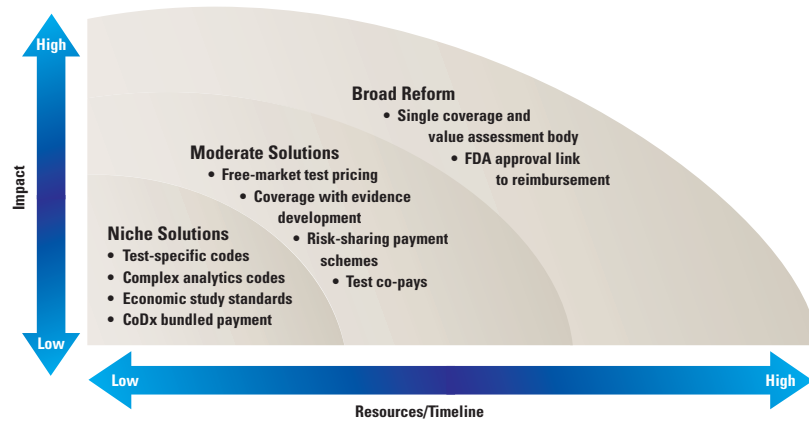 High
Impact
Low
Broad Reform
• Single coverage and
value assessment body
• FDA approval link
to reimbursement
Moderate Solutions
• Free-market test pricing
• Coverage with evidence
development
• Risk-sharing payment
schemes
• Test co-pays
Niche Solutions
• Test-specific codes
• Complex analytics codes
• Economic study standards
• CoDx bundled payment
Low
High
Resources/Timeline